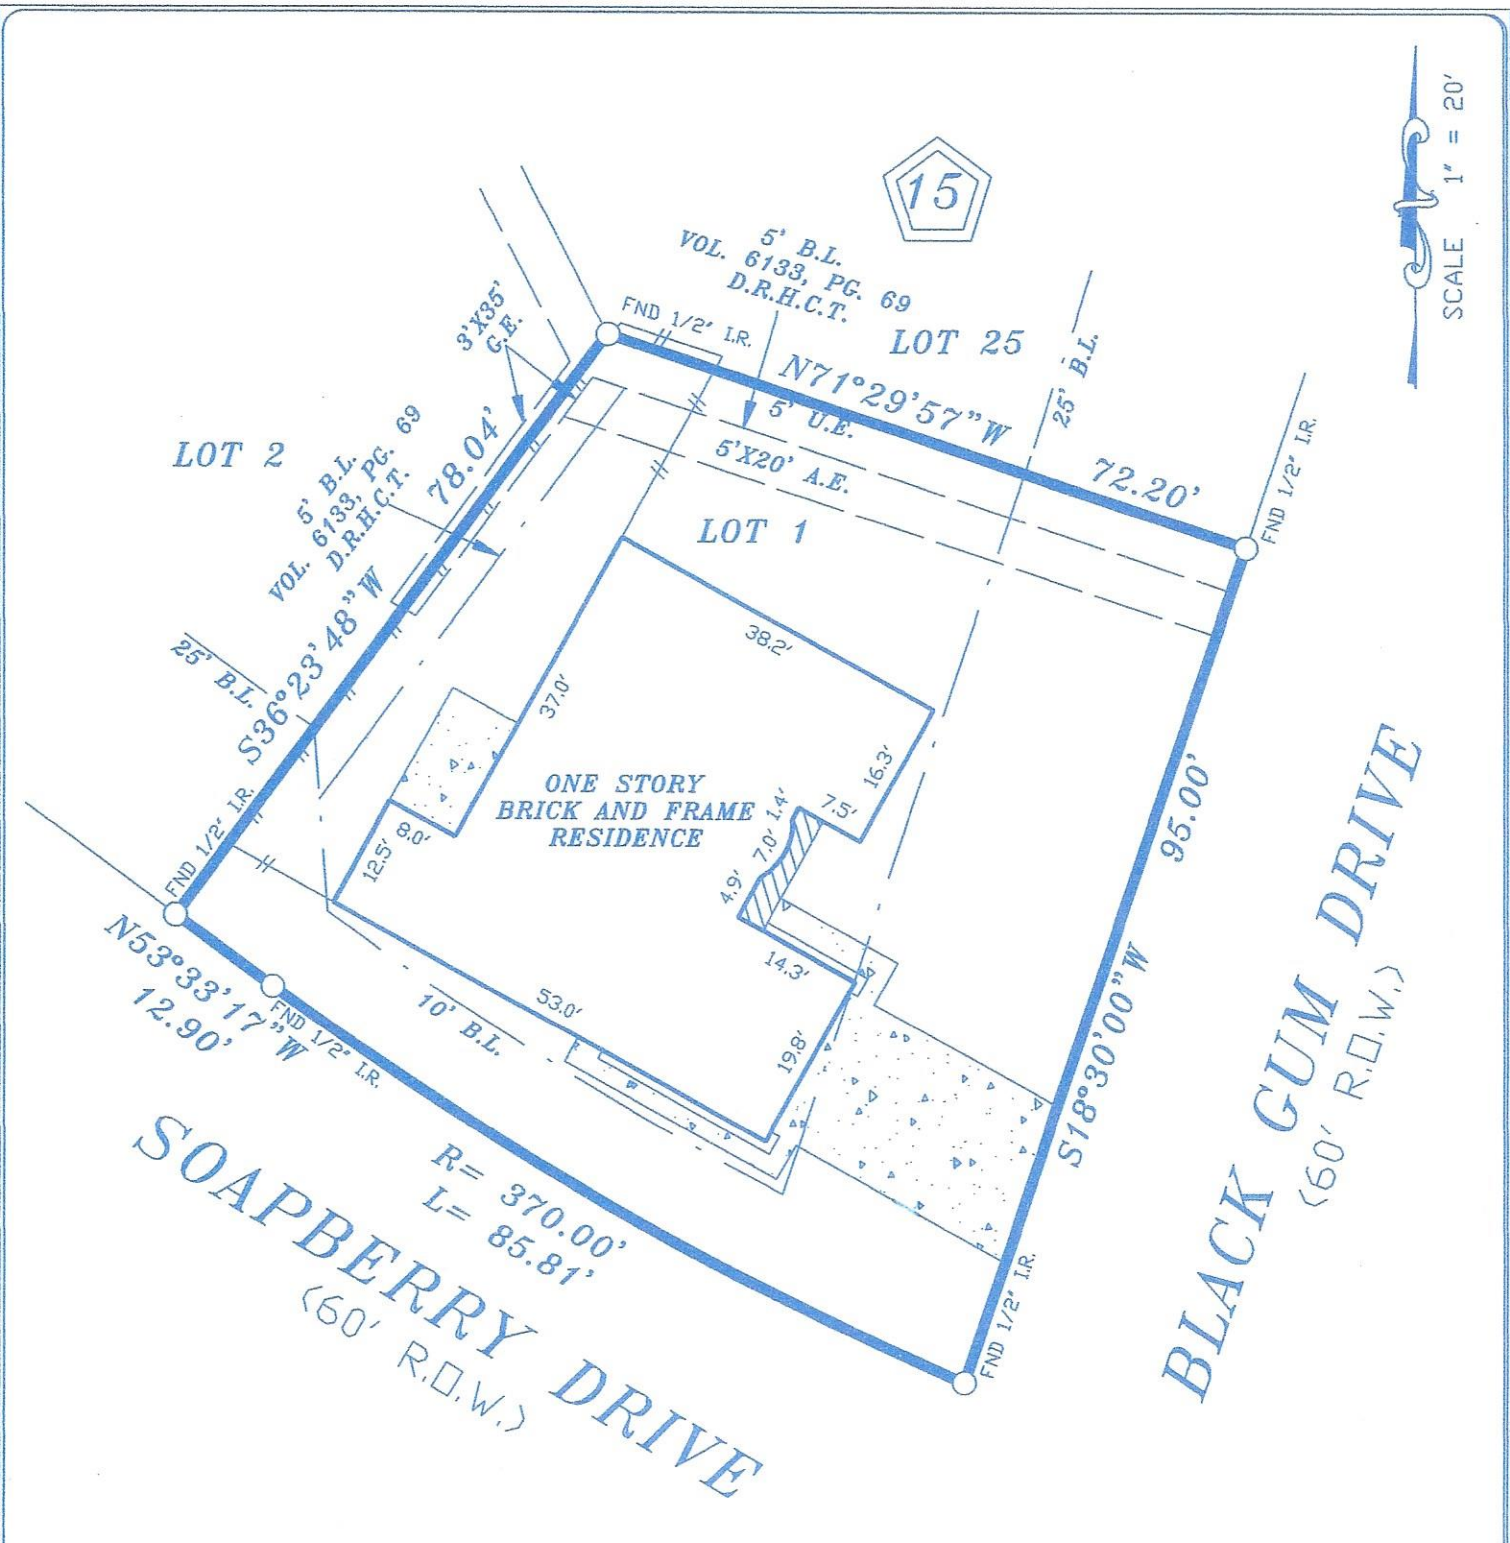 SCALE 1" = 20'
15
5' B.L.
VOL. 6133, PG. 69
D.R.H.C.T.
FND 1/2" I.R.
LOT 25
3'X35'
G.E.
25' B.L.
N71°29'57"W
72.20'
5' U.E.
5'X20' A.E.
FND 1/2" I.R.
LOT 2
78.04'
5' B.L.
VOL. 6133, PG. 69
D.R.H.C.T.
LOT 1
S36°23'48"W
25' B.L.
38.2'
37.0'
16.3'
ONE STORY
BRICK AND FRAME
RESIDENCE
7.5'
1.4'
7.0'
4.9'
8.0'
12.5'
14.3'
19.8'
53.0'
95.00'
S18°30'00"W
FND 1/2" I.R.
N53°33'17"W
12.90'
FND 1/2" I.R.
10' B.L.
R= 370.00'
L= 85.81'
FND 1/2" I.R.
SOAPBERRY DRIVE
(60' R.O.W.)
BLACK GUM DRIVE
(60' R.O.W.)